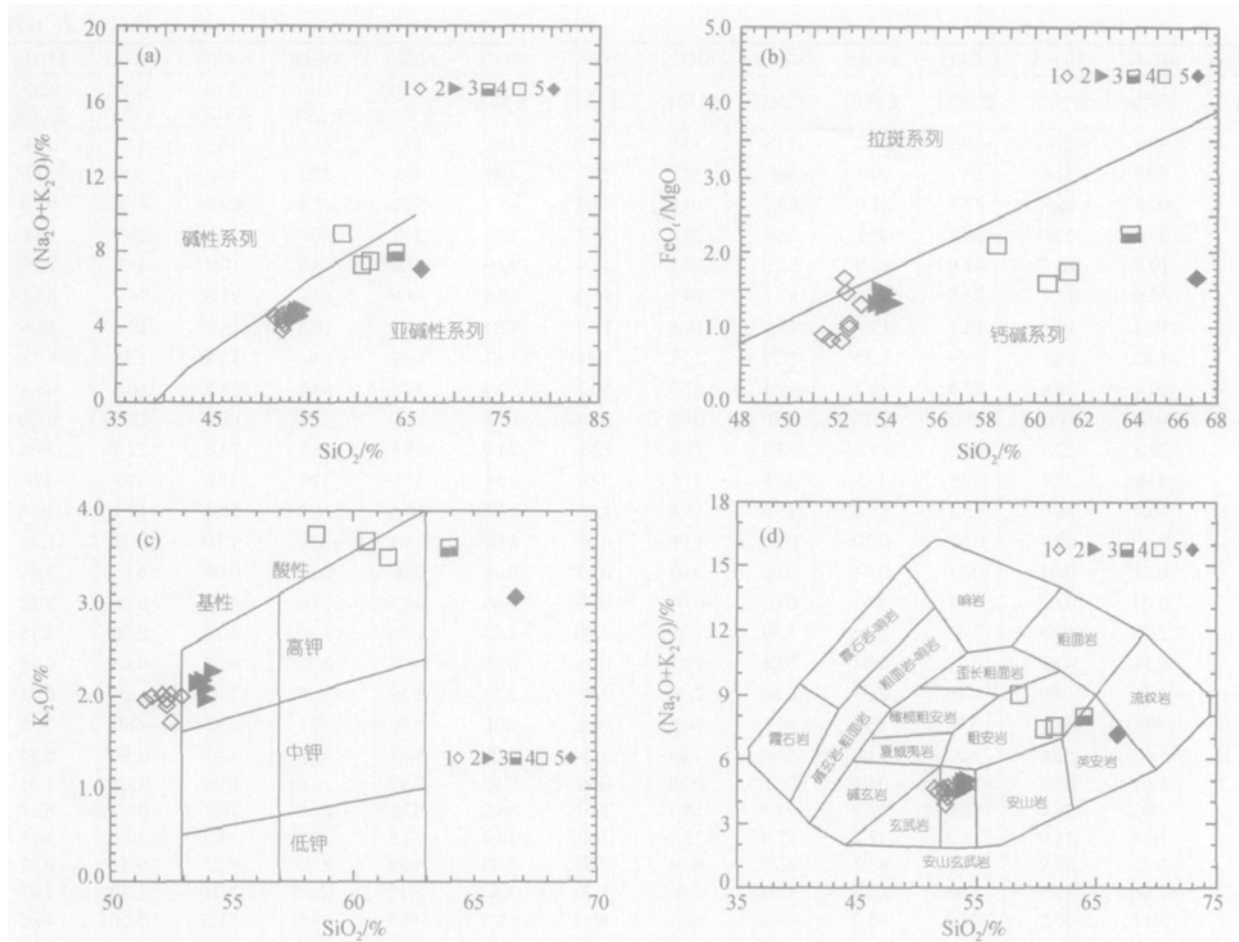 (a)
1◇ 2▶ 3⬓ 4□ 5◆
碱性系列
亚碱性系列
20
16
12
8
4
0
(Na₂O+K₂O)/%
35 45 55 65 75 85
SiO₂/%
(b)
1◇ 2▶ 3⬓ 4□ 5◆
拉斑系列
钙碱系列
5.0
4.0
3.0
2.0
1.0
0.0
FeOₜ/MgO
48 50 52 54 56 58 60 62 64 66 68
SiO₂/%
(c)
酸性
基性
高钾
中钾
低钾
1◇ 2▶ 3⬓ 4□ 5◆
4.0
3.0
2.0
1.0
0.0
K₂O/%
50 55 60 65 70
SiO₂/%
(d)
1◇ 2▶ 3⬓ 4□ 5◆
响岩
粗面岩
霞石岩-响岩
粗面岩-响岩
歪长粗面岩
流纹岩
橄榄粗安岩
粗安岩
霞石岩
碱玄岩-粗面岩
夏威夷岩
英安岩
碱玄岩
安山岩
玄武岩
安山玄武岩
18
15
12
9
6
3
0
(Na₂O+K₂O)/%
35 45 55 65 75
SiO₂/%